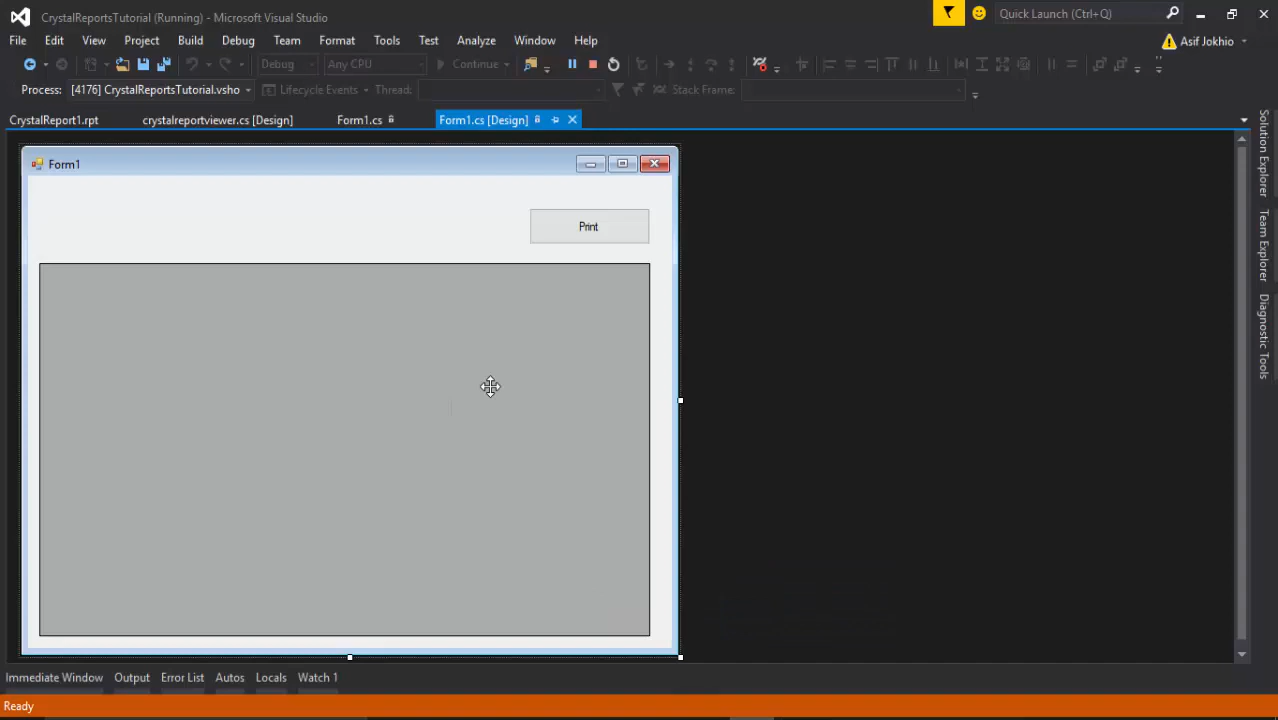 CrystalReportsTutorial (Running) - Microsoft Visual Studio
Quick Launch (Ctrl+Q)
File Edit View Project Build Debug Team Format Tools Test Analyze Window Help
Asif Jokhio
Debug Any CPU Continue
Process: [4176] CrystalReportsTutorial.vsho Lifecycle Events Thread: Stack Frame:
CrystalReport1.rpt crystalreportviewer.cs [Design] Form1.cs Form1.cs [Design]
Form1
Print
Solution Explorer
Team Explorer
Diagnostic Tools
Immediate Window Output Error List Autos Locals Watch 1
Ready